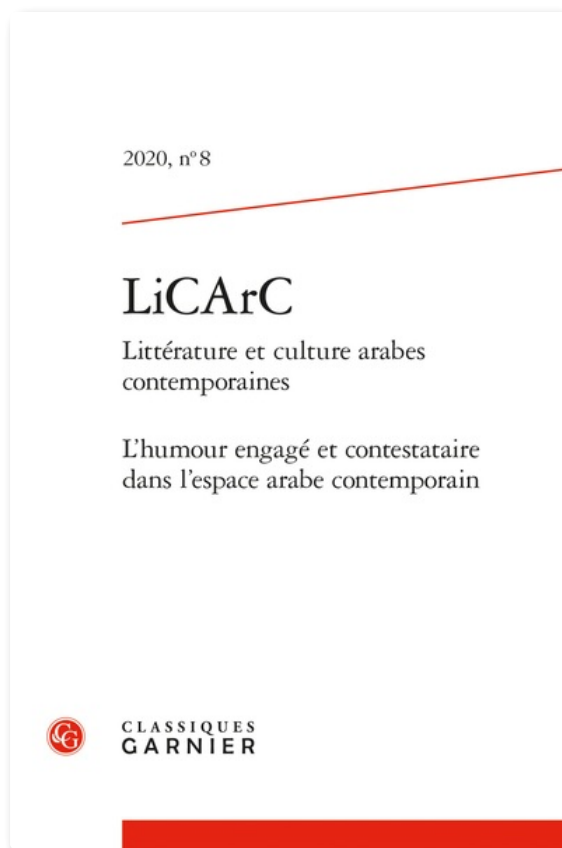 2020, nº 8
LiCArC
Littérature et culture arabes
contemporaines
L'humour engagé et contestataire
dans l'espace arabe contemporain
CG
CLASSIQUES
GARNIER